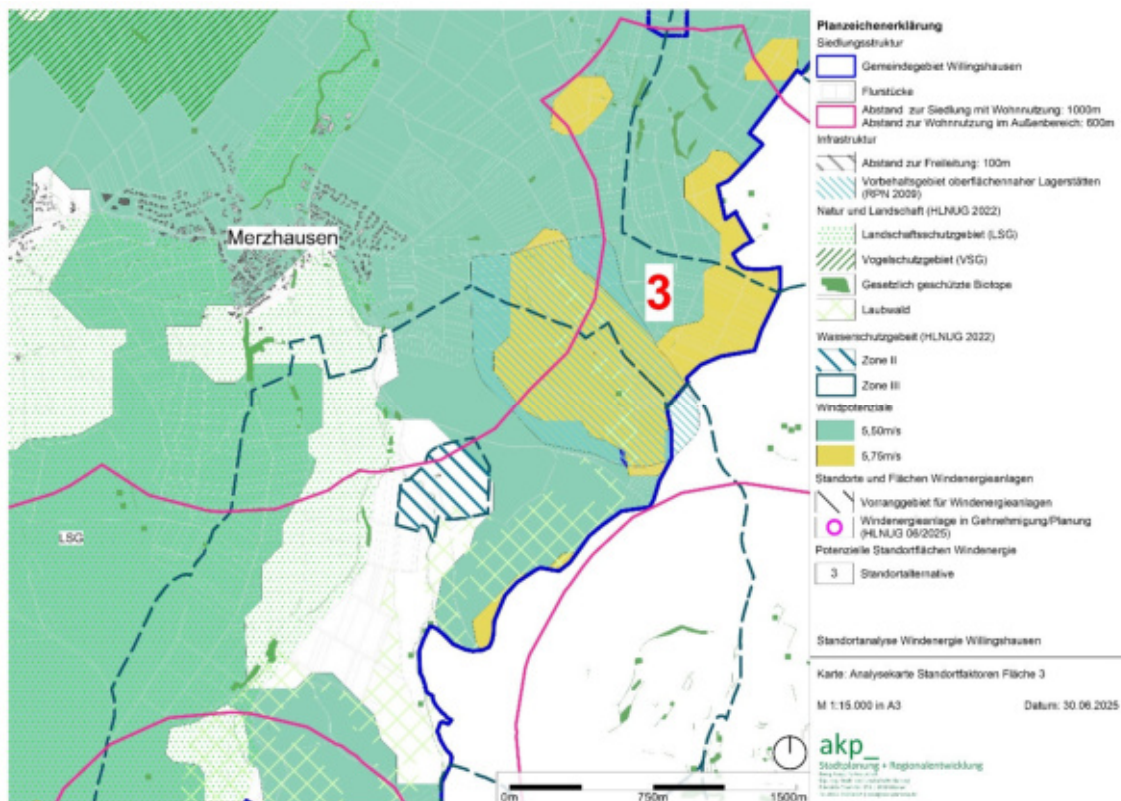 Merzhausen
3
LSG
0m 750m 1500m
Planzeichenerklärung
Siedlungsstruktur
Gemeindegebiet Willingshausen
Flurstücke
Abstand zur Siedlung mit Wohnnutzung: 1000m
Abstand zur Wohnnutzung im Außenbereich: 600m
Infrastruktur
Abstand zur Freileitung: 100m
Vorbehaltsgebiet oberflächennaher Lagerstätten
(RPN 2009)
Natur und Landschaft (HLNUG 2022)
Landschaftsschutzgebiet (LSG)
Vogelschutzgebiet (VSG)
Gesetzlich geschützte Biotope
Laubwald
Wasserschutzgebeit (HLNUG 2022)
Zone II
Zone III
Windpotenziale
5,50m/s
5,75m/s
Standorte und Flächen Windenergieanlagen
Vorranggebiet für Windenergieanlagen
Windenergieanlage in Gehnehmigung/Planung
(HLNUG 06/2025)
Potenzielle Standortflächen Windenergie
3 Standortalternative
Standortanalyse Windenergie Willingshausen
Karte: Analysekarte Standortfaktoren Fläche 3
M 1:15.000 in A3 Datum: 30.06.2025
akp_
Stadtplanung + Regionalentwicklung